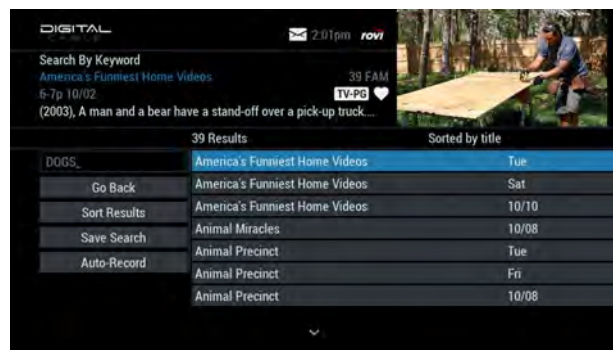 DIGITAL
CABLE
2:01pm rovi
Search By Keyword
America's Funniest Home Videos 39 FAM
6-7p 10/02 TV-PG
(2003), A man and a bear have a stand-off over a pick-up truck....
39 Results Sorted by title
DOGS_
Go Back
Sort Results
Save Search
Auto-Record
America's Funniest Home Videos Tue
America's Funniest Home Videos Sat
America's Funniest Home Videos 10/10
Animal Miracles 10/08
Animal Precinct Tue
Animal Precinct Fri
Animal Precinct 10/08